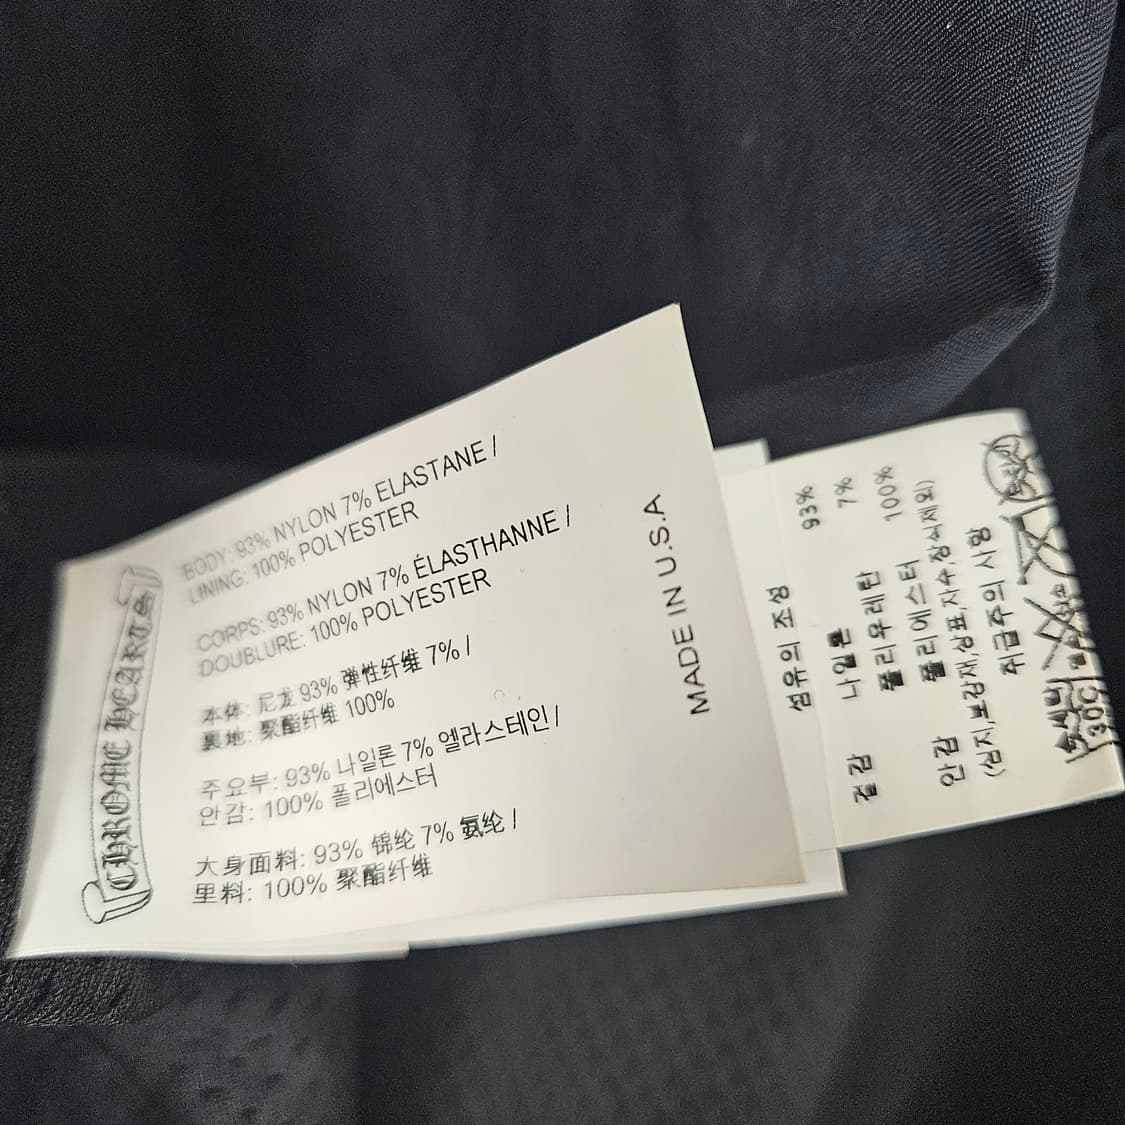 CHROME HEARTS
BODY: 93% NYLON 7% ELASTANE /
LINING: 100% POLYESTER
CORPS: 93% NYLON 7% ÉLASTHANNE /
DOUBLURE: 100% POLYESTER
本体: 尼龙 93% 弹性纤维 7% /
裏地: 聚酯纤维 100%
주요부: 93% 나일론 7% 엘라스테인 /
안감: 100% 폴리에스터
大身面料: 93% 锦纶 7% 氨纶 /
里料: 100% 聚酯纤维
MADE IN U.S.A
섬유의 조성
겉감 나일론 93%
폴리우레탄 7%
안감 폴리에스터 100%
(심지,보강재,상표,자수,장식제외)
취급주의 사항
30C